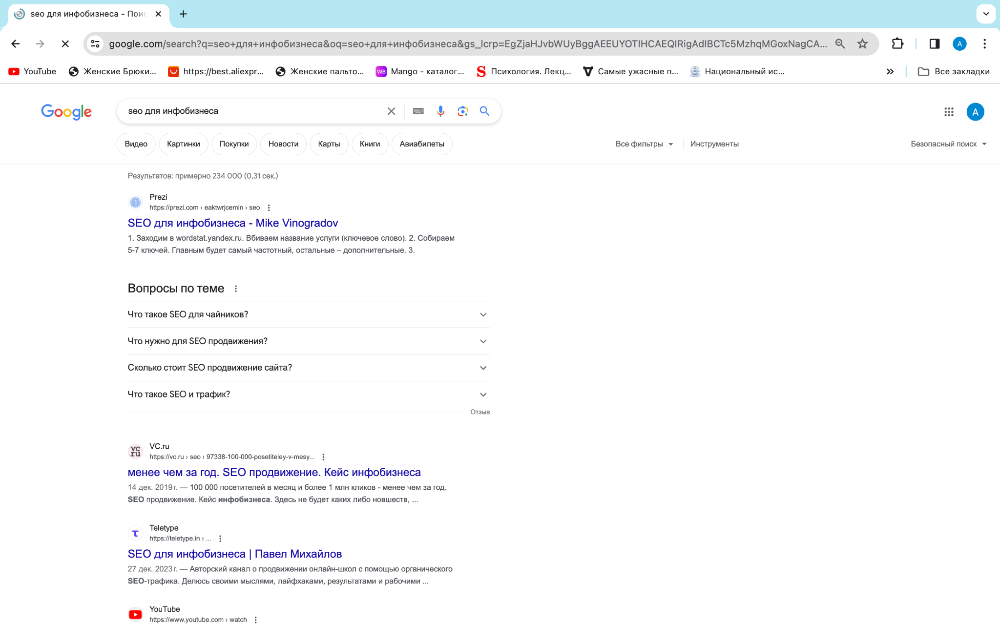 seo для инфобизнеса - Поис
google.com/search?q=seo+для+инфобизнеса&oq=seo+для+инфобизнеса&gs_lcrp=EgZjaHJvbWUyBggAEEUYOTIHCAEQIRigAdIBCTc5MzhqMGoxNagCA...
YouTube
Женские Брюки...
https://best.aliexpr...
Женские пальто...
WB
Mango - каталог...
Психология. Лекц...
Самые ужасные п...
Национальный ис...
Все закладки
Google
seo для инфобизнеса
A
Видео
Картинки
Покупки
Новости
Карты
Книги
Авиабилеты
Все фильтры
Инструменты
Безопасный поиск
Результатов: примерно 234 000 (0,31 сек.)
Prezi
https://prezi.com › eaktwrjcemin › seo
SEO для инфобизнеса - Mike Vinogradov
1. Заходим в wordstat.yandex.ru. Вбиваем название услуги (ключевое слово). 2. Собираем
5-7 ключей. Главным будет самый частотный, остальные – дополнительные. 3.
Вопросы по теме
Что такое SEO для чайников?
Что нужно для SEO продвижения?
Сколько стоит SEO продвижение сайта?
Что такое SEO и трафик?
Отзыв
VC.ru
https://vc.ru › seo › 97338-100-000-posetiteley-v-mesy...
менее чем за год. SEO продвижение. Кейс инфобизнеса
14 дек. 2019 г. — 100 000 посетителей в месяц и более 1 млн кликов - менее чем за год.
SEO продвижение. Кейс инфобизнеса. Здесь не будет каких либо новшеств, ...
Teletype
https://teletype.in › ...
SEO для инфобизнеса | Павел Михайлов
27 дек. 2023 г. — Авторский канал о продвижении онлайн-школ с помощью органического
SEO-трафика. Делюсь своими мыслями, лайфхаками, результатами и рабочими ...
YouTube
https://www.youtube.com › watch